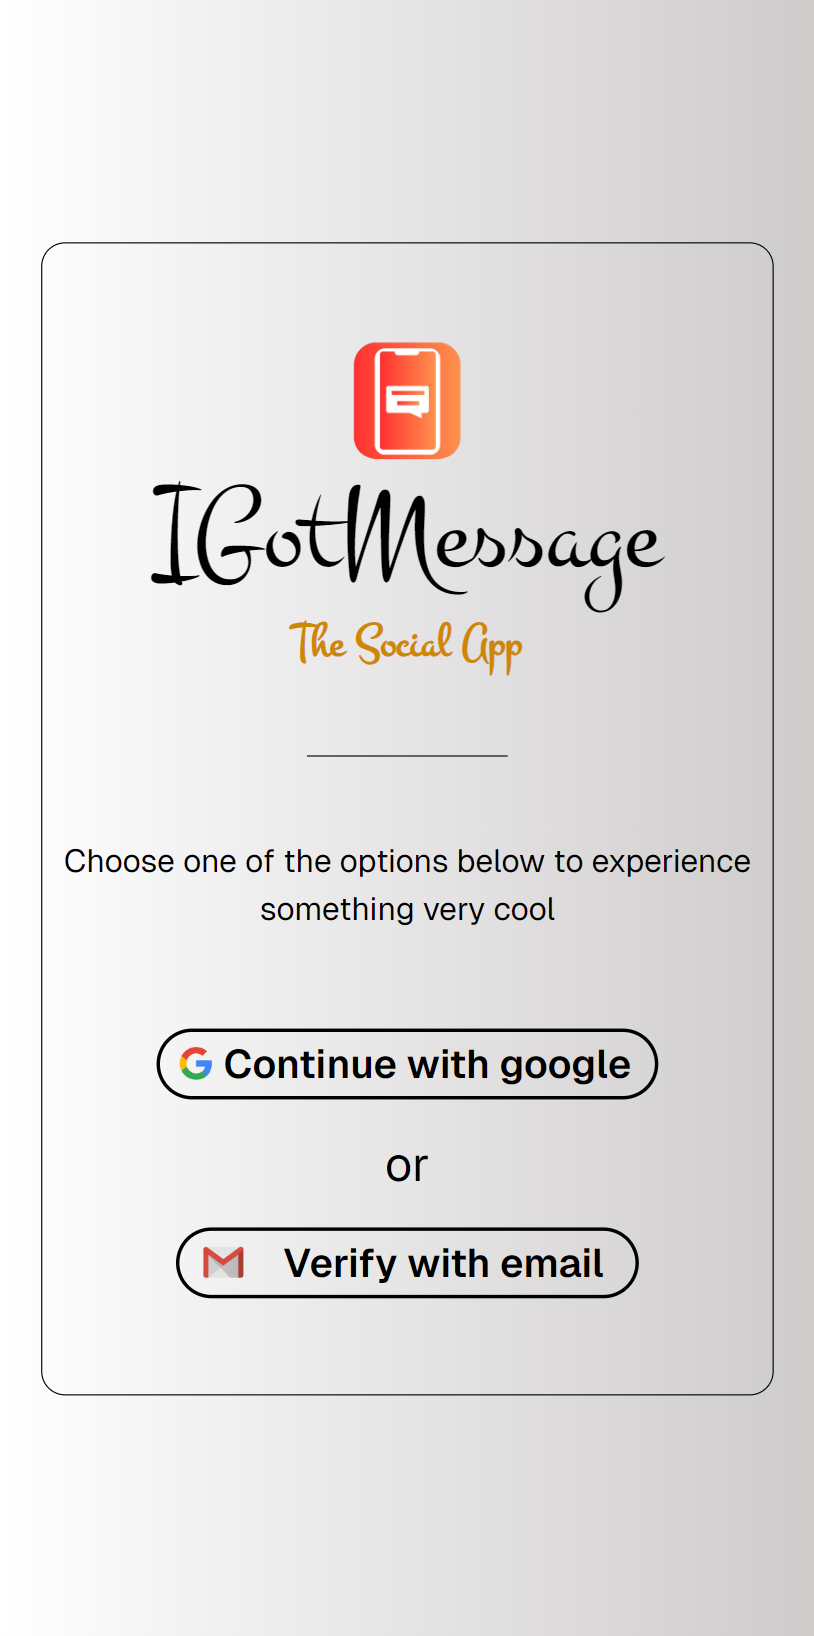 IGotMessage
The Social App
Choose one of the options below to experience
something very cool
Continue with google
or
Verify with email